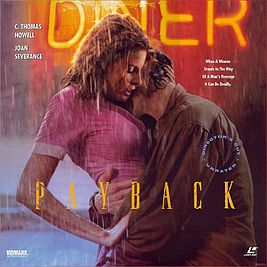 DINER
C. THOMAS
HOWELL
JOAN
SEVERANCE
When A Woman
Stands In The Way
Of A Man's Revenge
It Can Be Deadly.
DIRECTOR'S CUT
UNRATED
PAYBACK
VIDMARK